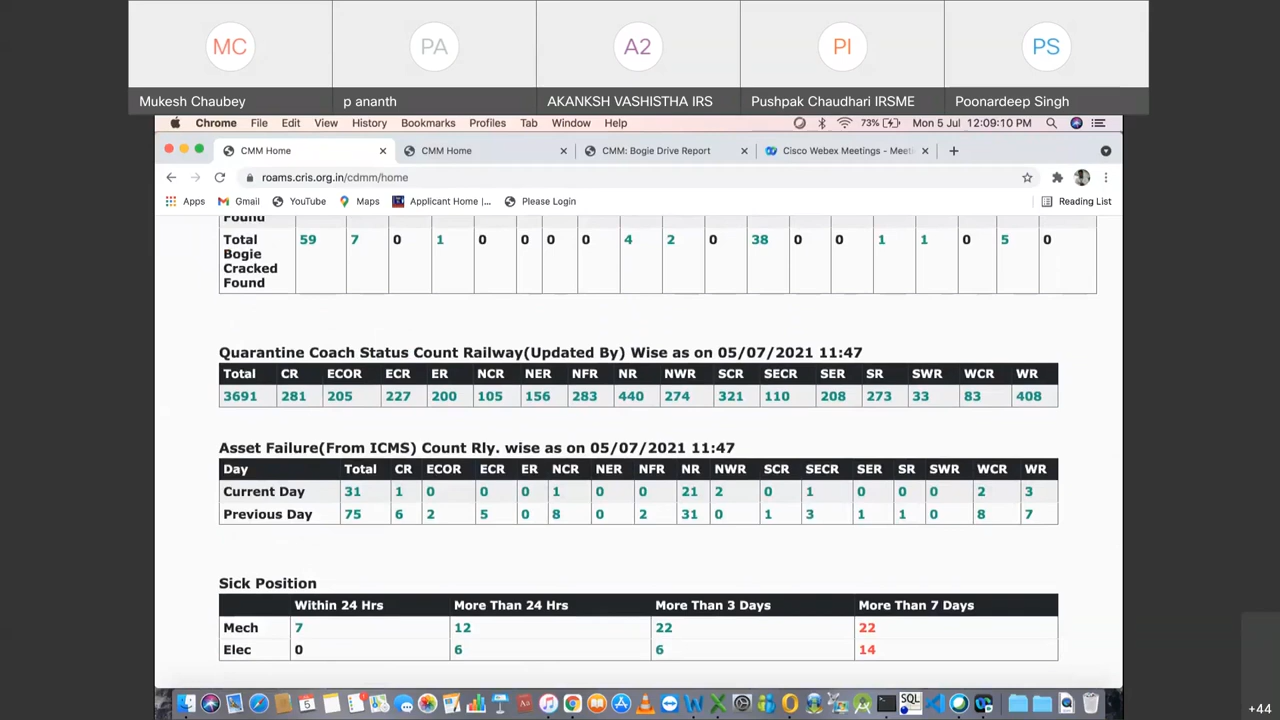 MC
PA
A2
PI
PS
Mukesh Chaubey
p ananth
AKANKSH VASHISTHA IRS
Pushpak Chaudhari IRSME
Poonardeep Singh
Chrome File Edit View History Bookmarks Profiles Tab Window Help 73% Mon 5 Jul 12:09:10 PM
CMM Home CMM Home CMM: Bogie Drive Report Cisco Webex Meetings - Meeti
roams.cris.org.in/cdmm/home
Apps Gmail YouTube Maps Applicant Home |... Please Login Reading List
Found
Total 59 7 0 1 0 0 0 0 4 2 0 38 0 0 1 1 0 5 0
Bogie
Cracked
Found
Quarantine Coach Status Count Railway(Updated By) Wise as on 05/07/2021 11:47
Total CR ECOR ECR ER NCR NER NFR NR NWR SCR SECR SER SR SWR WCR WR
3691 281 205 227 200 105 156 283 440 274 321 110 208 273 33 83 408
Asset Failure(From ICMS) Count Rly. wise as on 05/07/2021 11:47
Day Total CR ECOR ECR ER NCR NER NFR NR NWR SCR SECR SER SR SWR WCR WR
Current Day 31 1 0 0 0 1 0 0 21 2 0 1 0 0 0 2 3
Previous Day 75 6 2 5 0 8 0 2 31 0 1 3 1 1 0 8 7
Sick Position
Within 24 Hrs More Than 24 Hrs More Than 3 Days More Than 7 Days
Mech 7 12 22 22
Elec 0 6 6 14
SQL
+44